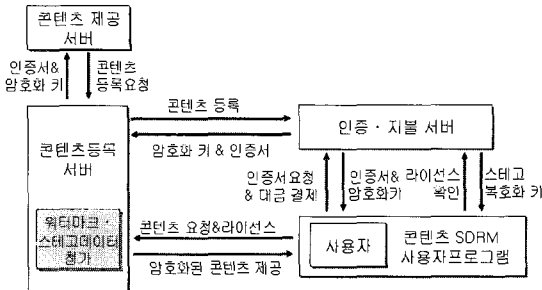 콘텐츠 제공
서버
인증서&
암호화 키
콘텐츠
등록요청
콘텐츠 등록
암호화 키 & 인증서
콘텐츠등록
서버
인증 · 지불 서버
인증서요청
& 대금 결제
인증서&
암호화키
라이선스
확인
스테고
복호화 키
워터마크 ·
스테고데이터
첨가
콘텐츠 요청&라이선스
암호화된 콘텐츠 제공
사용자
콘텐츠 SDRM
사용자프로그램